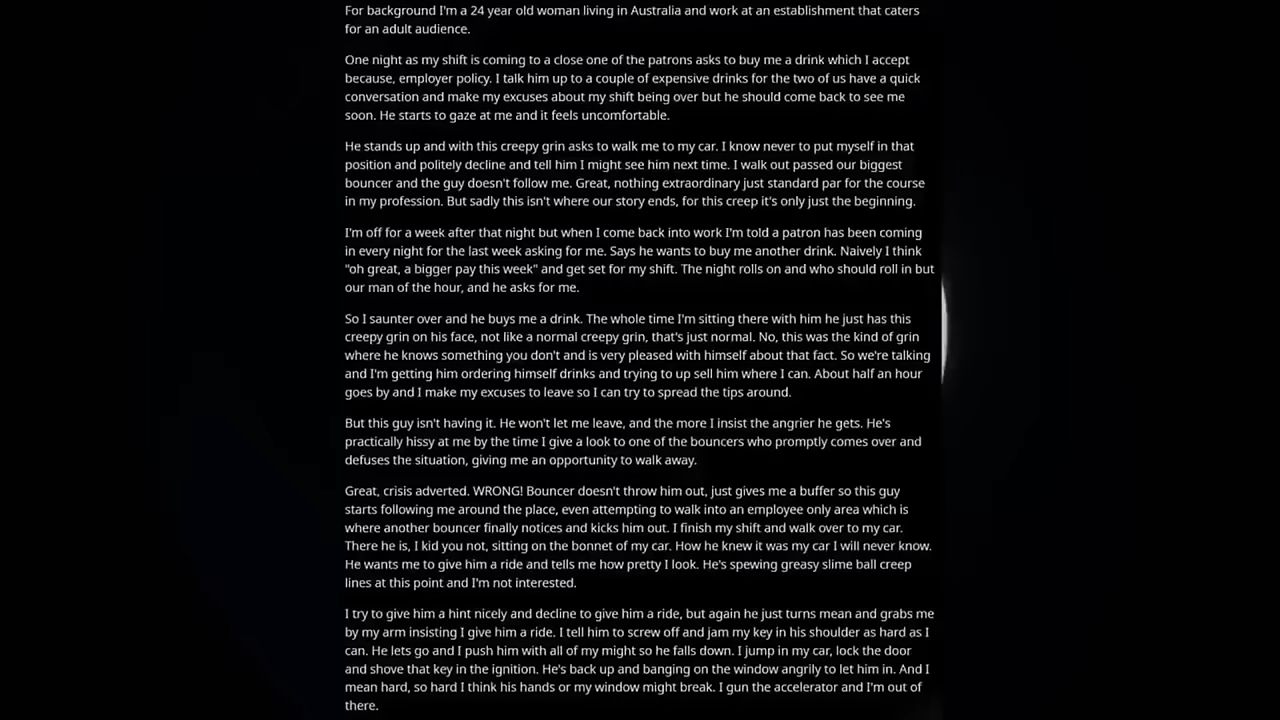 For background I'm a 24 year old woman living in Australia and work at an establishment that caters
for an adult audience.
One night as my shift is coming to a close one of the patrons asks to buy me a drink which I accept
because, employer policy. I talk him up to a couple of expensive drinks for the two of us have a quick
conversation and make my excuses about my shift being over but he should come back to see me
soon. He starts to gaze at me and it feels uncomfortable.
He stands up and with this creepy grin asks to walk me to my car. I know never to put myself in that
position and politely decline and tell him I might see him next time. I walk out passed our biggest
bouncer and the guy doesn't follow me. Great, nothing extraordinary just standard par for the course
in my profession. But sadly this isn't where our story ends, for this creep it's only just the beginning.
I'm off for a week after that night but when I come back into work I'm told a patron has been coming
in every night for the last week asking for me. Says he wants to buy me another drink. Naively I think
"oh great, a bigger pay this week" and get set for my shift. The night rolls on and who should roll in but
our man of the hour, and he asks for me.
So I saunter over and he buys me a drink. The whole time I'm sitting there with him he just has this
creepy grin on his face, not like a normal creepy grin, that's just normal. No, this was the kind of grin
where he knows something you don't and is very pleased with himself about that fact. So we're talking
and I'm getting him ordering himself drinks and trying to up sell him where I can. About half an hour
goes by and I make my excuses to leave so I can try to spread the tips around.
But this guy isn't having it. He won't let me leave, and the more I insist the angrier he gets. He's
practically hissy at me by the time I give a look to one of the bouncers who promptly comes over and
defuses the situation, giving me an opportunity to walk away.
Great, crisis adverted. WRONG! Bouncer doesn't throw him out, just gives me a buffer so this guy
starts following me around the place, even attempting to walk into an employee only area which is
where another bouncer finally notices and kicks him out. I finish my shift and walk over to my car.
There he is, I kid you not, sitting on the bonnet of my car. How he knew it was my car I will never know.
He wants me to give him a ride and tells me how pretty I look. He's spewing greasy slime ball creep
lines at this point and I'm not interested.
I try to give him a hint nicely and decline to give him a ride, but again he just turns mean and grabs me
by my arm insisting I give him a ride. I tell him to screw off and jam my key in his shoulder as hard as I
can. He lets go and I push him with all of my might so he falls down. I jump in my car, lock the door
and shove that key in the ignition. He's back up and banging on the window angrily to let him in. And I
mean hard, so hard I think his hands or my window might break. I gun the accelerator and I'm out of
there.